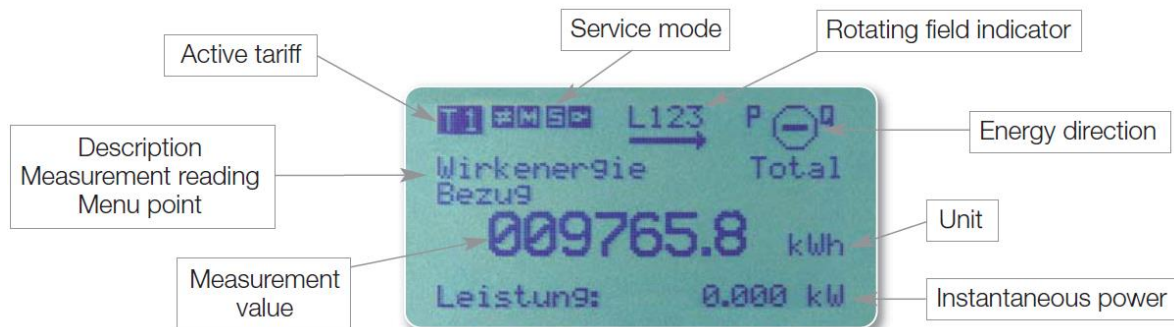 Service mode
Rotating field indicator
Active tariff
T1 M S L123 P Q
Energy direction
Description
Measurement reading
Menu point
Wirkenergie Total
Bezug
009765.8 kWh
Unit
Measurement
value
Leistung: 0.000 kW
Instantaneous power